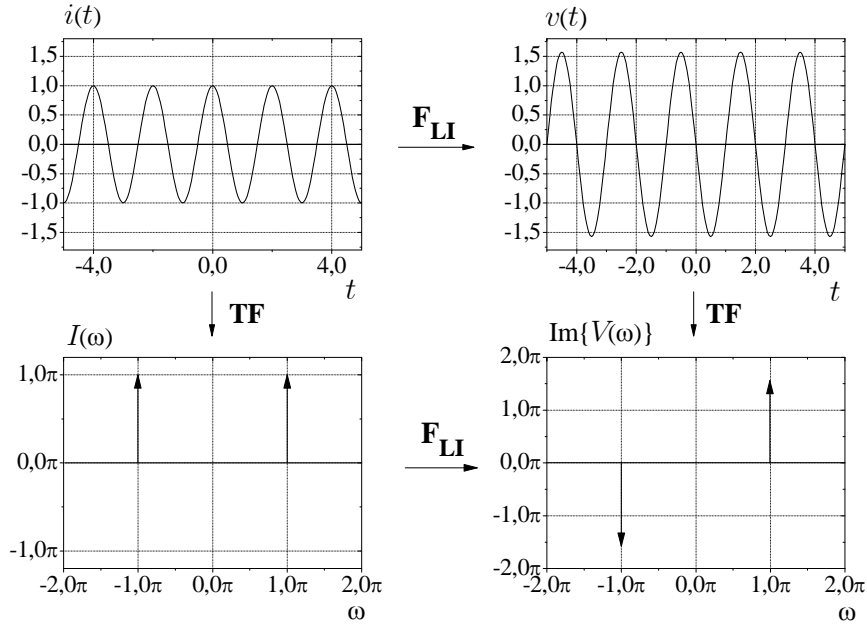 i(t)
1,5
1,0
0,5
0,0
-0,5
-1,0
-1,5
-4,0 0,0 4,0
t
F_LI
v(t)
1,5
1,0
0,5
0,0
-0,5
-1,0
-1,5
-4,0 -2,0 0,0 2,0 4,0
t
TF
TF
I(ω)
1,0π
0,0π
-1,0π
-2,0π -1,0π 0,0π 1,0π 2,0π
ω
F_LI
Im{V(ω)}
2,0π
1,0π
0,0π
-1,0π
-2,0π
-2,0π -1,0π 0,0π 1,0π 2,0π
ω